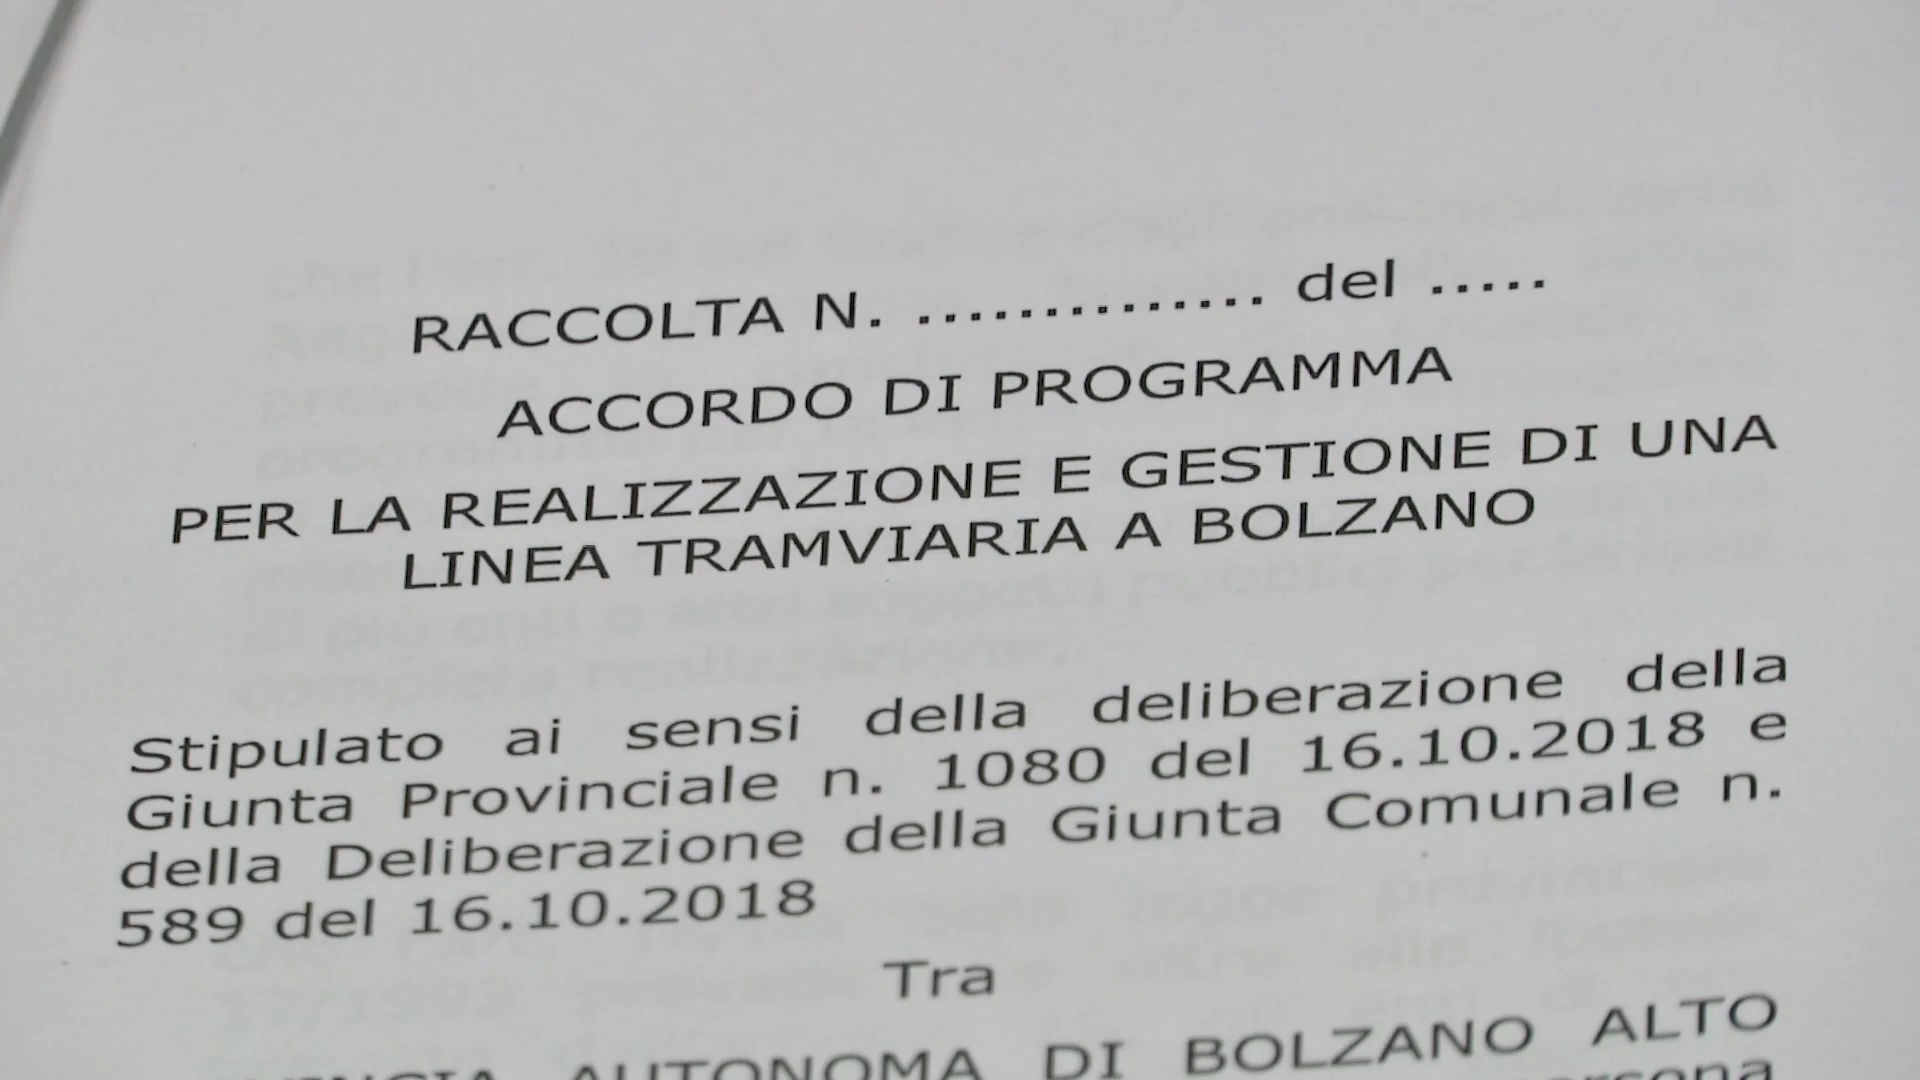 RACCOLTA N. .............. del .....
ACCORDO DI PROGRAMMA
PER LA REALIZZAZIONE E GESTIONE DI UNA
LINEA TRAMVIARIA A BOLZANO
Stipulato ai sensi della deliberazione della
Giunta Provinciale n. 1080 del 16.10.2018 e
della Deliberazione della Giunta Comunale n.
589 del 16.10.2018
Tra
AUTONOMA DI BOLZANO ALTO